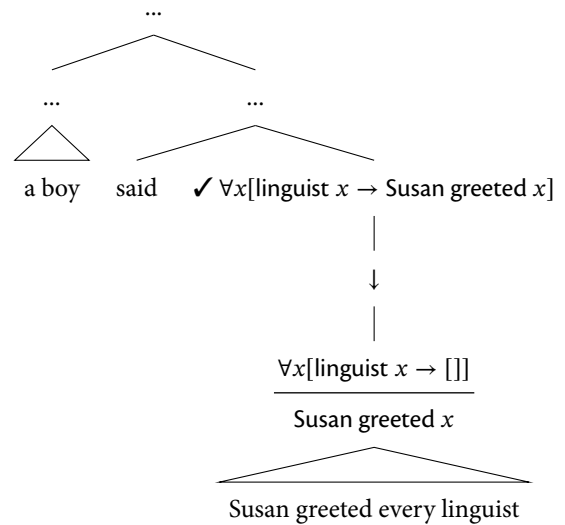 ...
... ...
a boy said ✓ ∀x[linguist x → Susan greeted x]
↓
∀x[linguist x → []]
Susan greeted x
Susan greeted every linguist